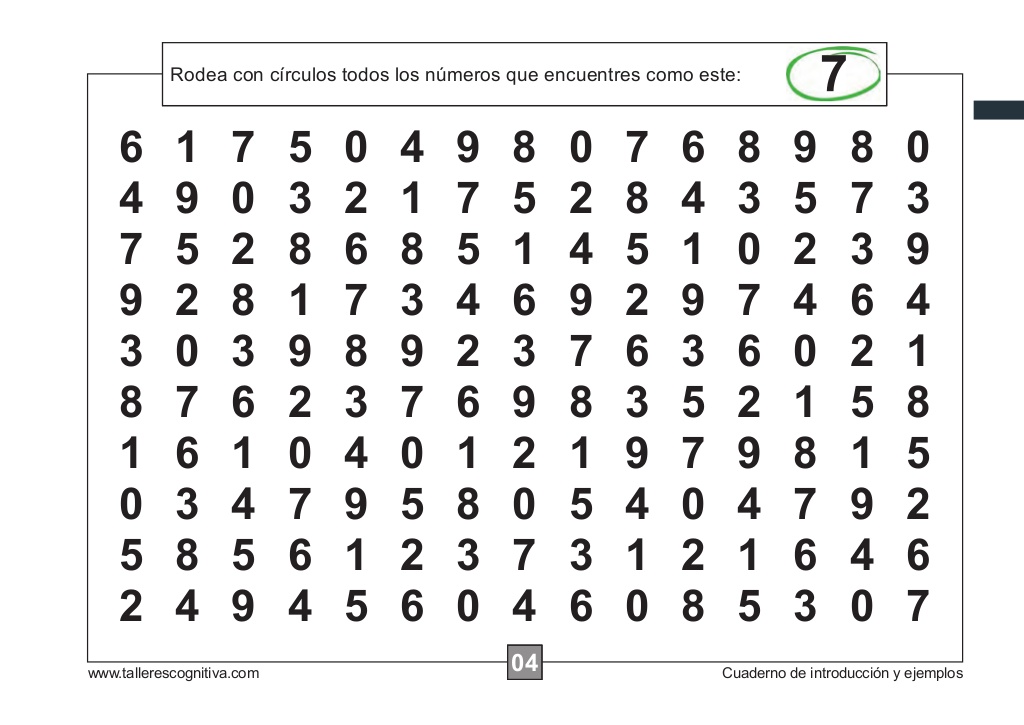 Rodea con círculos todos los números que encuentres como este: 7
6 1 7 5 0 4 9 8 0 7 6 8 9 8 0
4 9 0 3 2 1 7 5 2 8 4 3 5 7 3
7 5 2 8 6 8 5 1 4 5 1 0 2 3 9
9 2 8 1 7 3 4 6 9 2 9 7 4 6 4
3 0 3 9 8 9 2 3 7 6 3 6 0 2 1
8 7 6 2 3 7 6 9 8 3 5 2 1 5 8
1 6 1 0 4 0 1 2 1 9 7 9 8 1 5
0 3 4 7 9 5 8 0 5 4 0 4 7 9 2
5 8 5 6 1 2 3 7 3 1 2 1 6 4 6
2 4 9 4 5 6 0 4 6 0 8 5 3 0 7
04
www.tallerescognitiva.com Cuaderno de introducción y ejemplos